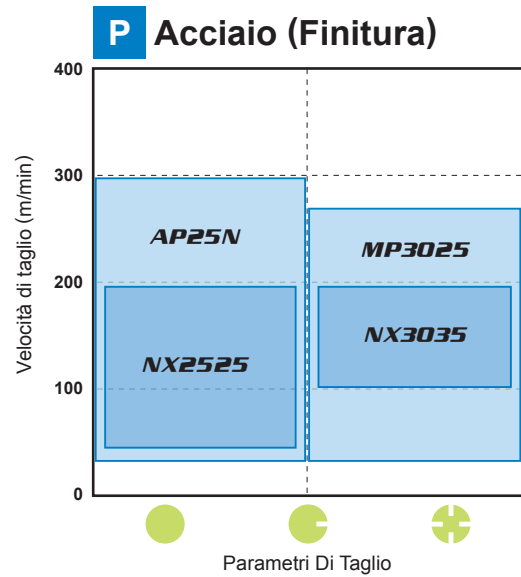 P Acciaio (Finitura)
400
300
200
100
0
Velocità di taglio (m/min)
AP25N
MP3025
NX2525
NX3035
Parametri Di Taglio